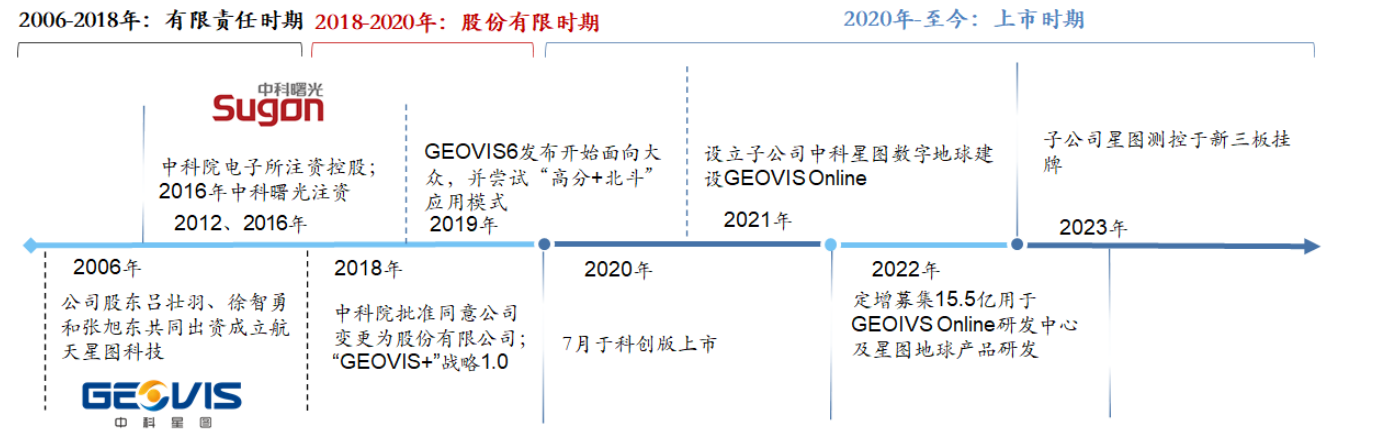 2006-2018年：有限责任时期
2018-2020年：股份有限时期
2020年-至今：上市时期
中科曙光
Sugon
中科院电子所注资控股；
2016年中科曙光注资
2012、2016年
GEOVIS6发布开始面向大
众，并尝试“高分+北斗”
应用模式
2019年
设立子公司中科星图数字地球建
设GEOVIS Online
2021年
子公司星图测控于新三板挂
牌
2023年
2006年
公司股东吕壮羽、徐智勇
和张旭东共同出资成立航
天星图科技
GEOVIS
中科星图
2018年
中科院批准同意公司
变更为股份有限公司；
“GEOVIS+”战略1.0
2020年
7月于科创版上市
2022年
定增募集15.5亿用于
GEOIVS Online研发中心
及星图地球产品研发